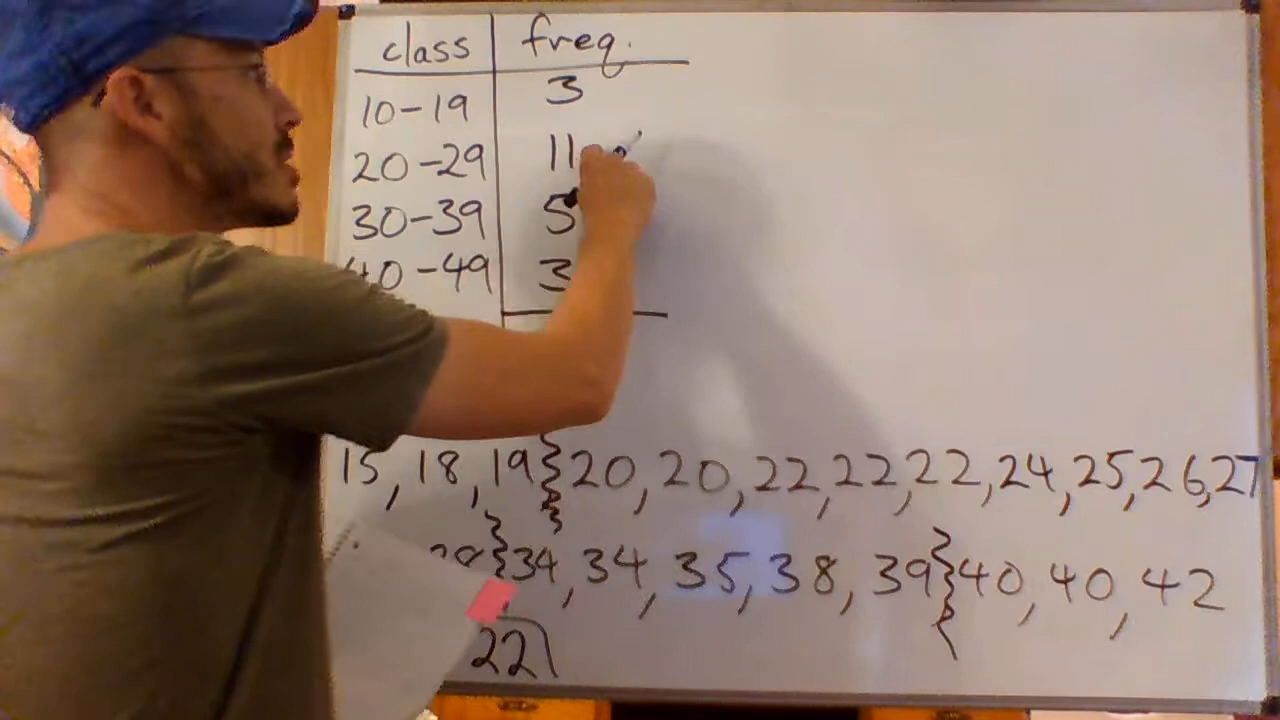 class freq.
10-19 3
20-29 11
30-39 5
40-49 3
15, 18, 19 20, 20, 22, 22, 22, 24, 25, 26, 27
34, 34, 35, 38, 39 40, 40, 42
22